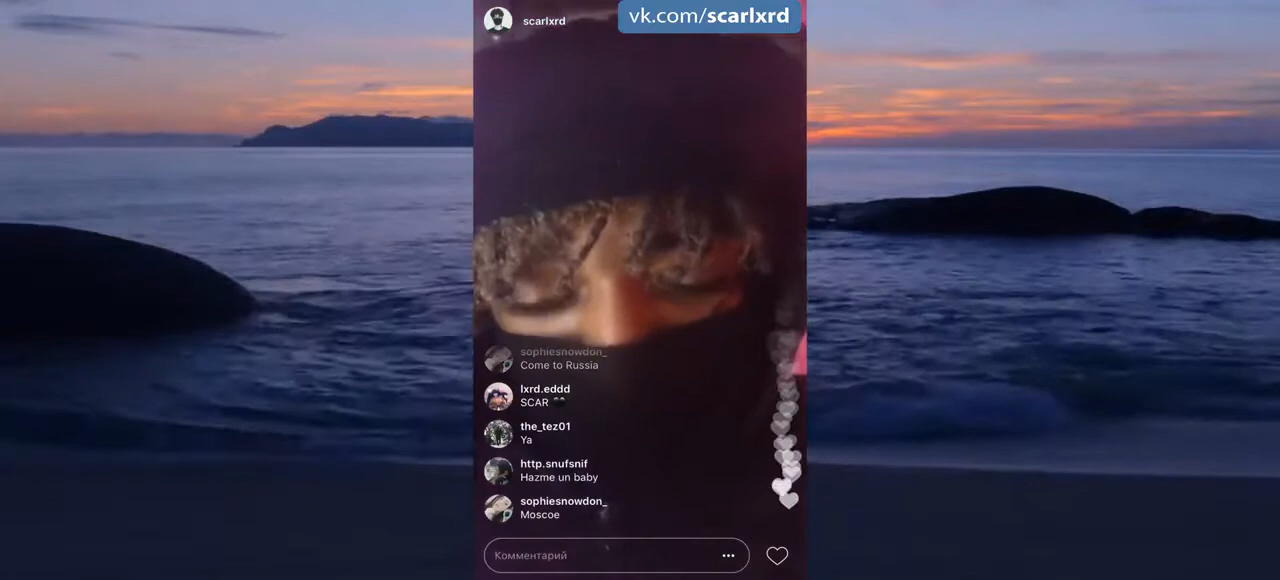 scarlxrd
vk.com/scarlxrd
sophiesnowdon_
Come to Russia
lxrd.eddd
SCAR 🖤
the_tez01
Ya
http.snufsnif
Hazme un baby
sophiesnowdon_
Moscoe
Комментарий